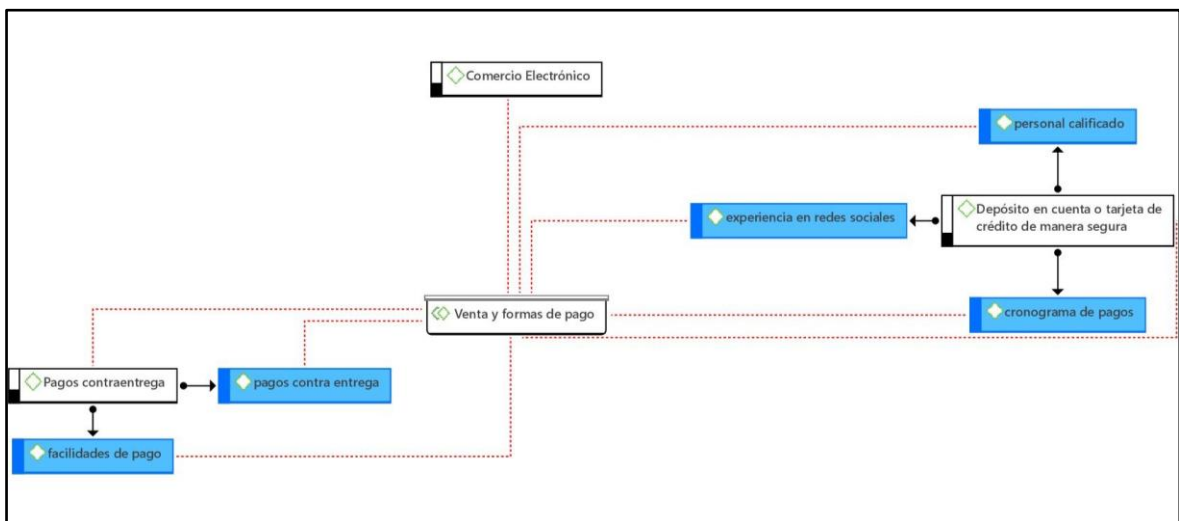 Comercio Electrónico
personal calificado
Depósito en cuenta o tarjeta de
crédito de manera segura
experiencia en redes sociales
Venta y formas de pago
cronograma de pagos
Pagos contraentrega
pagos contra entrega
facilidades de pago